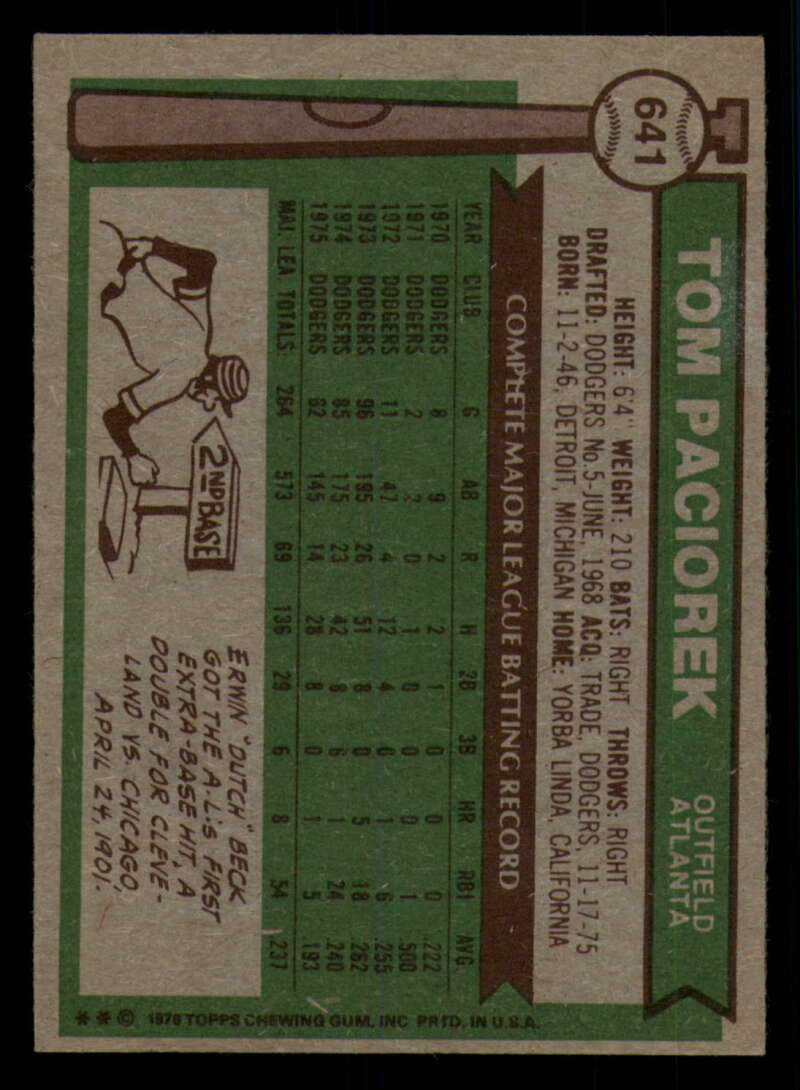 641
TOM PACIOREK
OUTFIELD
ATLANTA
HEIGHT: 6'4" WEIGHT: 210 BATS: RIGHT THROWS: RIGHT
DRAFTED: DODGERS No.5-JUNE, 1968 ACQ: TRADE, DODGERS, 11-17-75
BORN: 11-2-46, DETROIT, MICHIGAN HOME: YORBA LINDA, CALIFORNIA
COMPLETE MAJOR LEAGUE BATTING RECORD
YEAR CLUB G AB R H 2B 3B HR RBI AVG.
1970 DODGERS 8 9 2 2 1 0 0 0 .222
1971 DODGERS 2 2 0 1 0 0 0 1 .500
1972 DODGERS 11 47 4 12 4 0 1 6 .255
1973 DODGERS 96 195 26 51 8 0 5 18 .262
1974 DODGERS 85 175 23 42 8 6 1 24 .240
1975 DODGERS 62 145 14 28 8 0 1 5 .193
MAJ. LEA TOTALS 264 573 69 136 29 6 8 54 .237
2ND BASE
ERWIN "DUTCH" BECK
GOT THE A.L.'S FIRST
EXTRA-BASE HIT, A
DOUBLE FOR CLEVE-
LAND VS. CHICAGO,
APRIL 24, 1901.
**© 1976 TOPPS CHEWING GUM, INC PRTD. IN U.S.A.